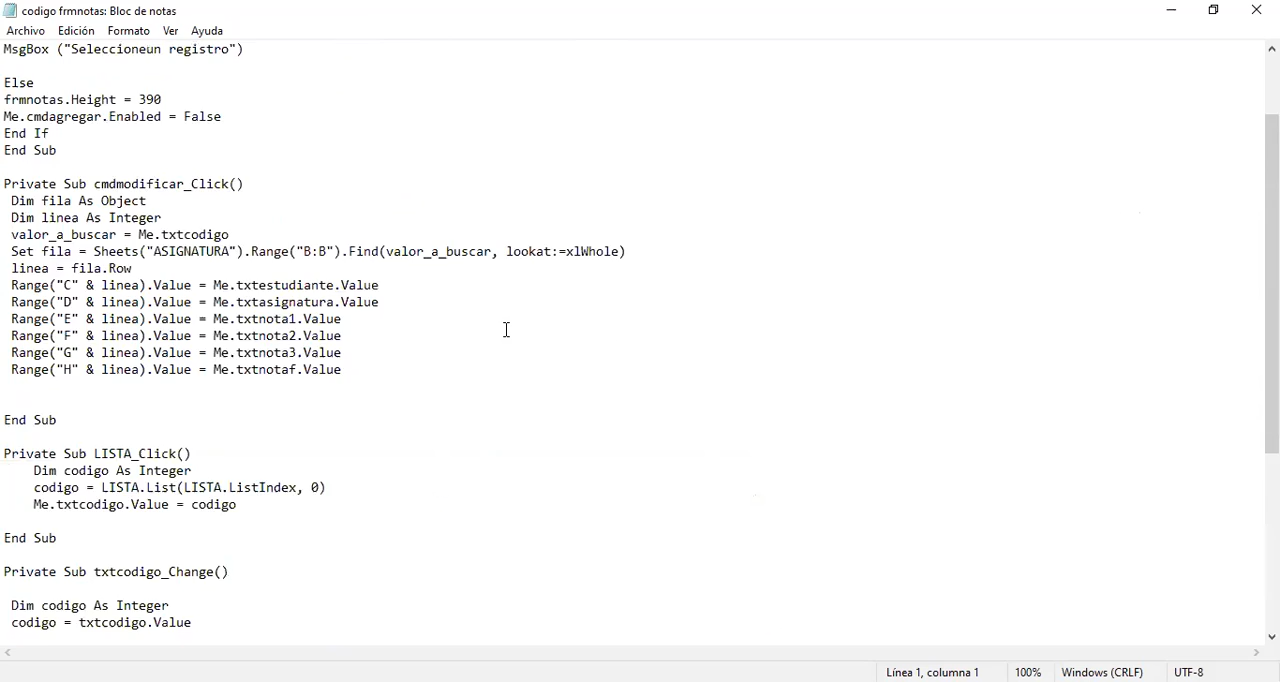 codigo frmnotas: Bloc de notas
Archivo Edición Formato Ver Ayuda
MsgBox ("Seleccioneun registro")
Else
frmnotas.Height = 390
Me.cmdagregar.Enabled = False
End If
End Sub
Private Sub cmdmodificar_Click()
Dim fila As Object
Dim linea As Integer
valor_a_buscar = Me.txtcodigo
Set fila = Sheets("ASIGNATURA").Range("B:B").Find(valor_a_buscar, lookat:=xlWhole)
linea = fila.Row
Range("C" & linea).Value = Me.txtestudiante.Value
Range("D" & linea).Value = Me.txtasignatura.Value
Range("E" & linea).Value = Me.txtnota1.Value
Range("F" & linea).Value = Me.txtnota2.Value
Range("G" & linea).Value = Me.txtnota3.Value
Range("H" & linea).Value = Me.txtnotaf.Value
End Sub
Private Sub LISTA_Click()
Dim codigo As Integer
codigo = LISTA.List(LISTA.ListIndex, 0)
Me.txtcodigo.Value = codigo
End Sub
Private Sub txtcodigo_Change()
Dim codigo As Integer
codigo = txtcodigo.Value
Línea 1, columna 1 100% Windows (CRLF) UTF-8